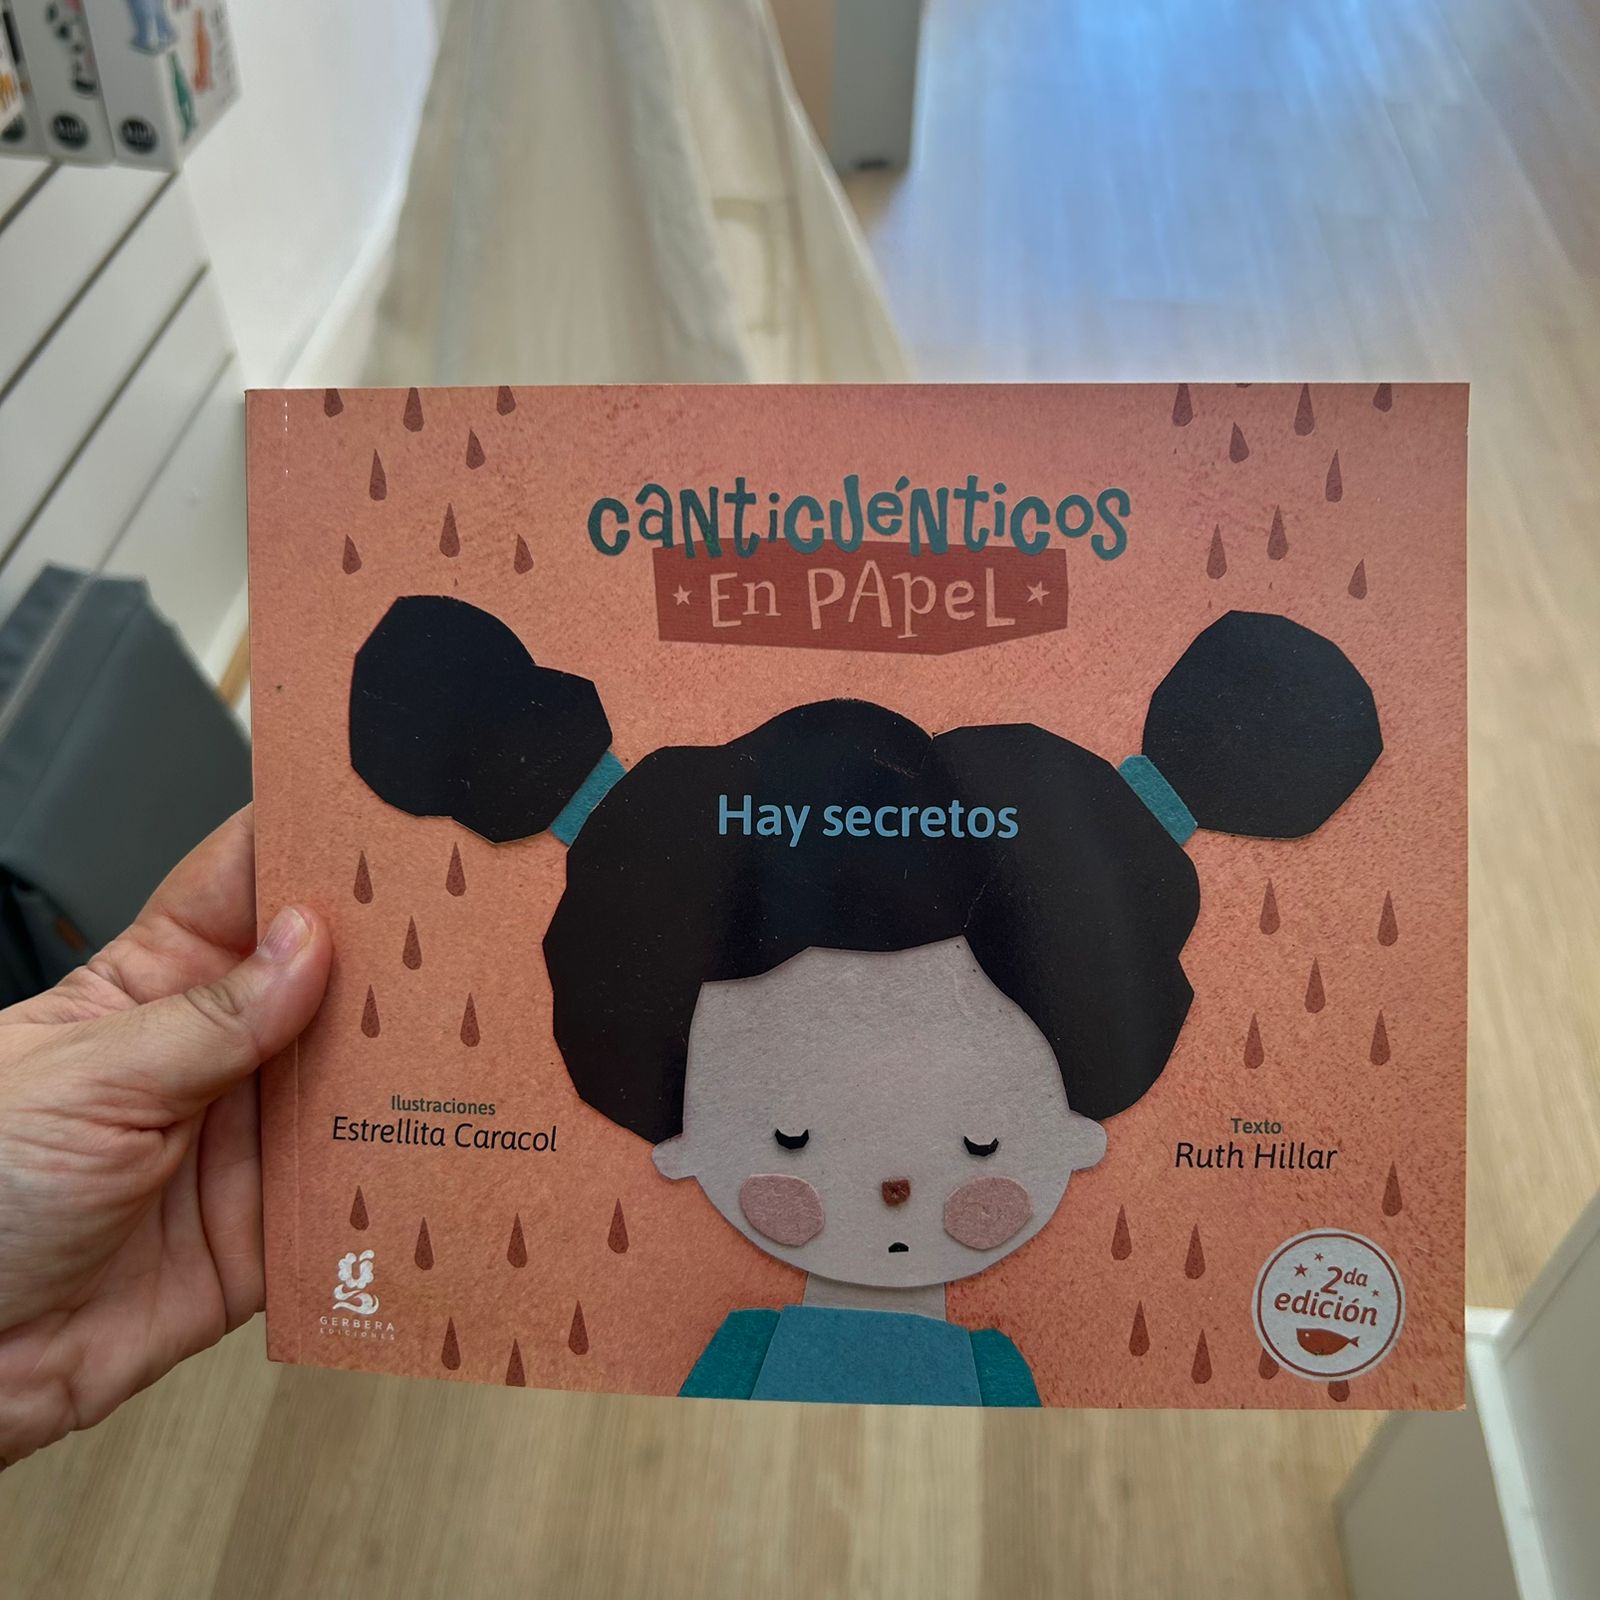 canticuénticos
En PApeL
Hay secretos
Ilustraciones
Estrellita Caracol
Texto
Ruth Hillar
GERBERA
EDICIONES
2da
edición